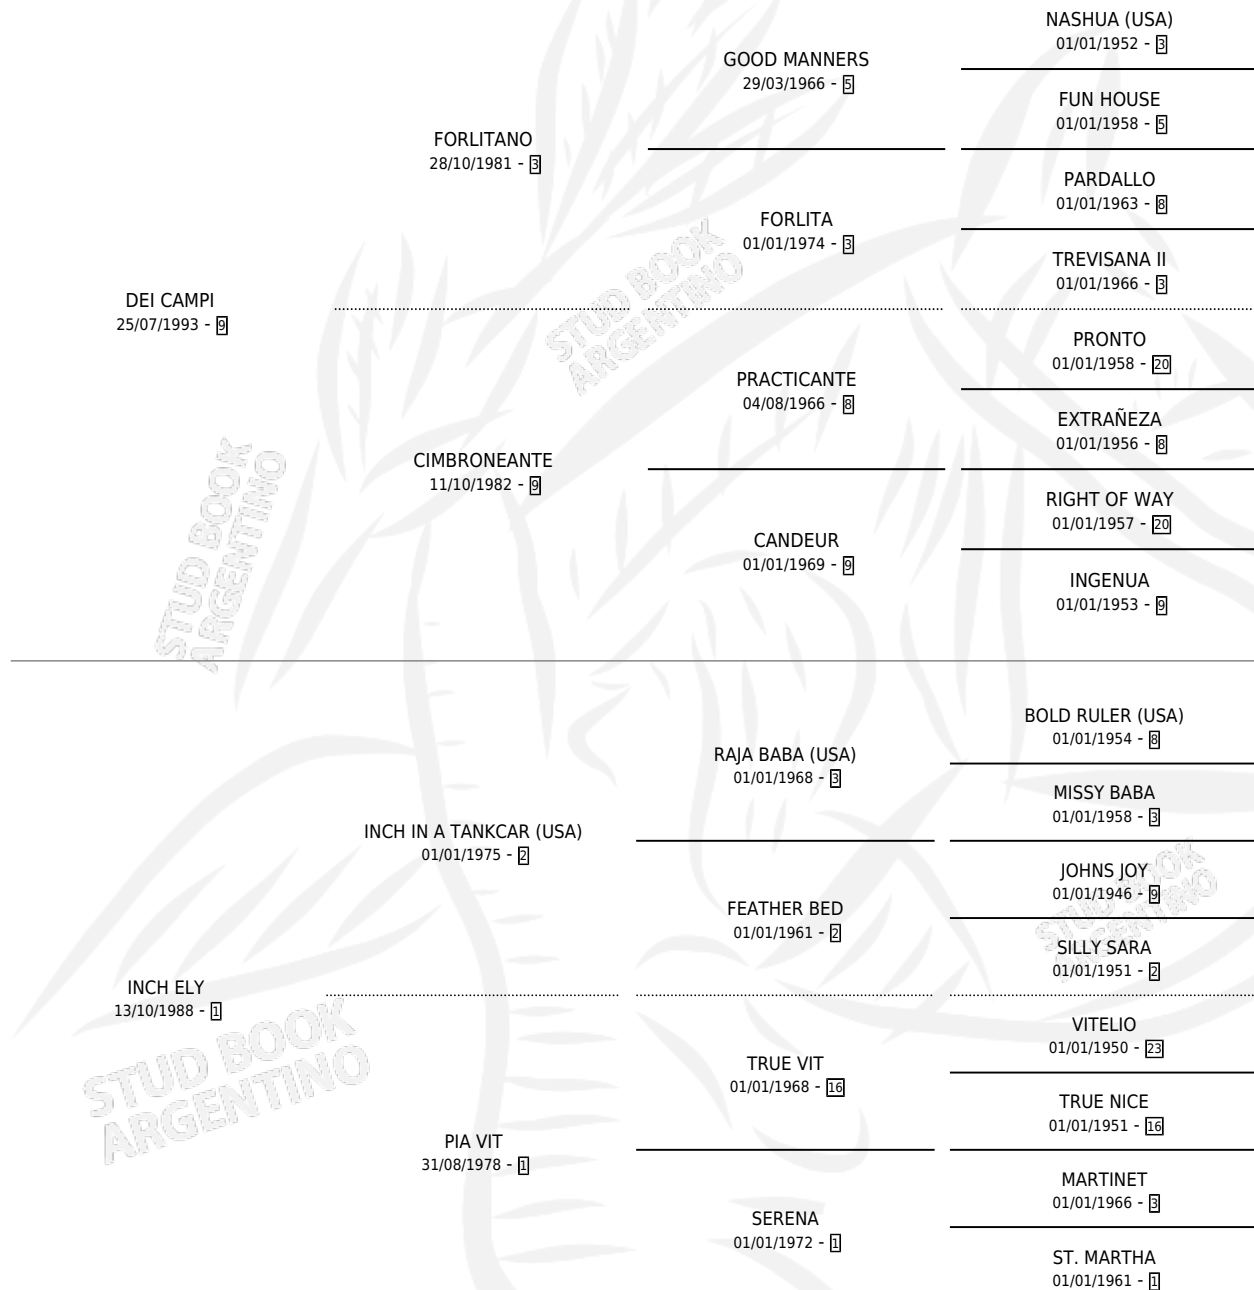 NASHUA (USA)
01/01/1952 - 3
GOOD MANNERS
29/03/1966 - 5
FUN HOUSE
01/01/1958 - 5
FORLITANO
28/10/1981 - 3
PARDALLO
01/01/1963 - 8
FORLITA
01/01/1974 - 3
TREVISANA II
01/01/1966 - 3
DEI CAMPI
25/07/1993 - 9
PRONTO
01/01/1958 - 20
PRACTICANTE
04/08/1966 - 8
EXTRAÑEZA
01/01/1956 - 8
CIMBRONEANTE
11/10/1982 - 9
RIGHT OF WAY
01/01/1957 - 20
CANDEUR
01/01/1969 - 9
INGENUA
01/01/1953 - 9
BOLD RULER (USA)
01/01/1954 - 8
RAJA BABA (USA)
01/01/1968 - 3
MISSY BABA
01/01/1958 - 3
INCH IN A TANKCAR (USA)
01/01/1975 - 2
JOHNS JOY
01/01/1946 - 9
FEATHER BED
01/01/1961 - 2
SILLY SARA
01/01/1951 - 2
INCH ELY
13/10/1988 - 1
VITELIO
01/01/1950 - 23
TRUE VIT
01/01/1968 - 16
TRUE NICE
01/01/1951 - 16
PIA VIT
31/08/1978 - 1
MARTINET
01/01/1966 - 3
SERENA
01/01/1972 - 1
ST. MARTHA
01/01/1961 - 1
STUD BOOK
ARGENTINO
STUD BOOK
ARGENTINO
STUD BOOK
ARGENTINO
STUD BOOK
ARGENTINO